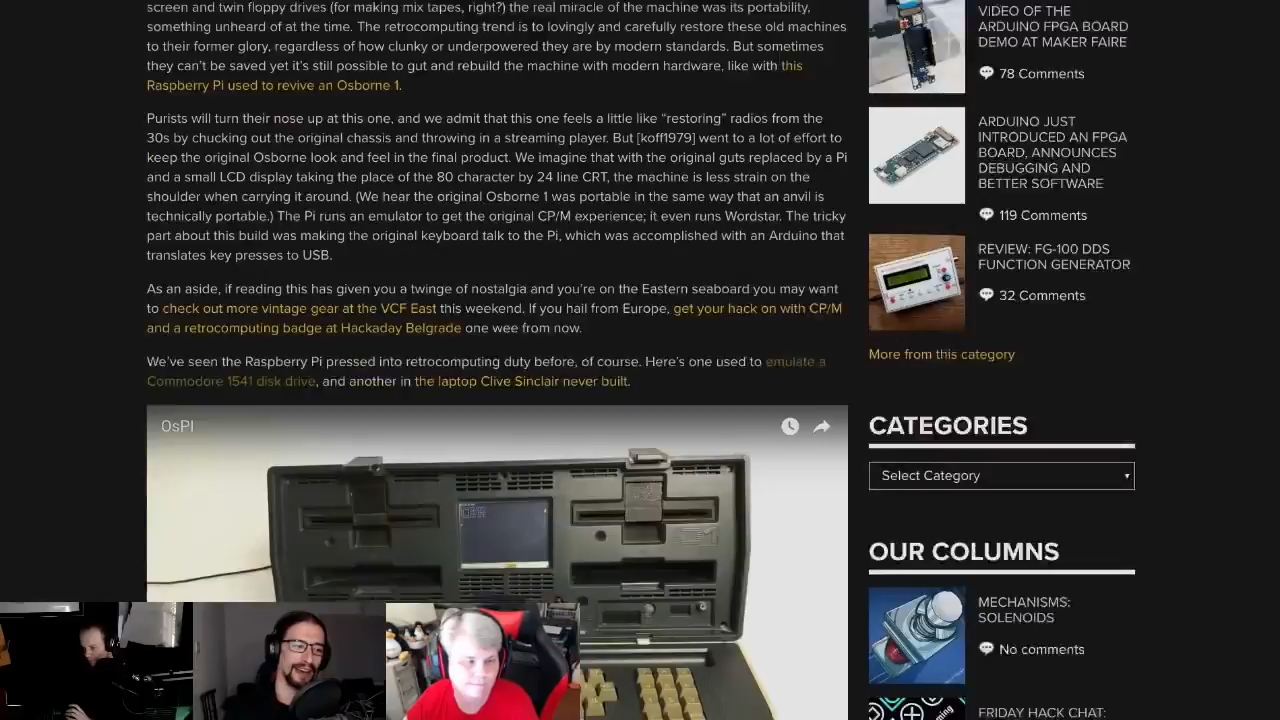 screen and twin floppy drives (for making mix tapes, right?) the real miracle of the machine was its portability,
something unheard of at the time. The retrocomputing trend is to lovingly and carefully restore these old machines
to their former glory, regardless of how clunky or underpowered they are by modern standards. But sometimes
they can't be saved yet it's still possible to gut and rebuild the machine with modern hardware, like with this
Raspberry Pi used to revive an Osborne 1.
Purists will turn their nose up at this one, and we admit that this one feels a little like “restoring” radios from the
30s by chucking out the original chassis and throwing in a streaming player. But [koff1979] went to a lot of effort to
keep the original Osborne look and feel in the final product. We imagine that with the original guts replaced by a Pi
and a small LCD display taking the place of the 80 character by 24 line CRT, the machine is less strain on the
shoulder when carrying it around. (We hear the original Osborne 1 was portable in the same way that an anvil is
technically portable.) The Pi runs an emulator to get the original CP/M experience; it even runs Wordstar. The tricky
part about this build was making the original keyboard talk to the Pi, which was accomplished with an Arduino that
translates key presses to USB.
As an aside, if reading this has given you a twinge of nostalgia and you're on the Eastern seaboard you may want
to check out more vintage gear at the VCF East this weekend. If you hail from Europe, get your hack on with CP/M
and a retrocomputing badge at Hackaday Belgrade one wee from now.
We've seen the Raspberry Pi pressed into retrocomputing duty before, of course. Here's one used to emulate a
Commodore 1541 disk drive, and another in the laptop Clive Sinclair never built.
OsPI
VIDEO OF THE
ARDUINO FPGA BOARD
DEMO AT MAKER FAIRE
78 Comments
ARDUINO JUST
INTRODUCED AN FPGA
BOARD, ANNOUNCES
DEBUGGING AND
BETTER SOFTWARE
119 Comments
REVIEW: FG-100 DDS
FUNCTION GENERATOR
32 Comments
More from this category
CATEGORIES
Select Category
OUR COLUMNS
MECHANISMS:
SOLENOIDS
No comments
FRIDAY HACK CHAT: